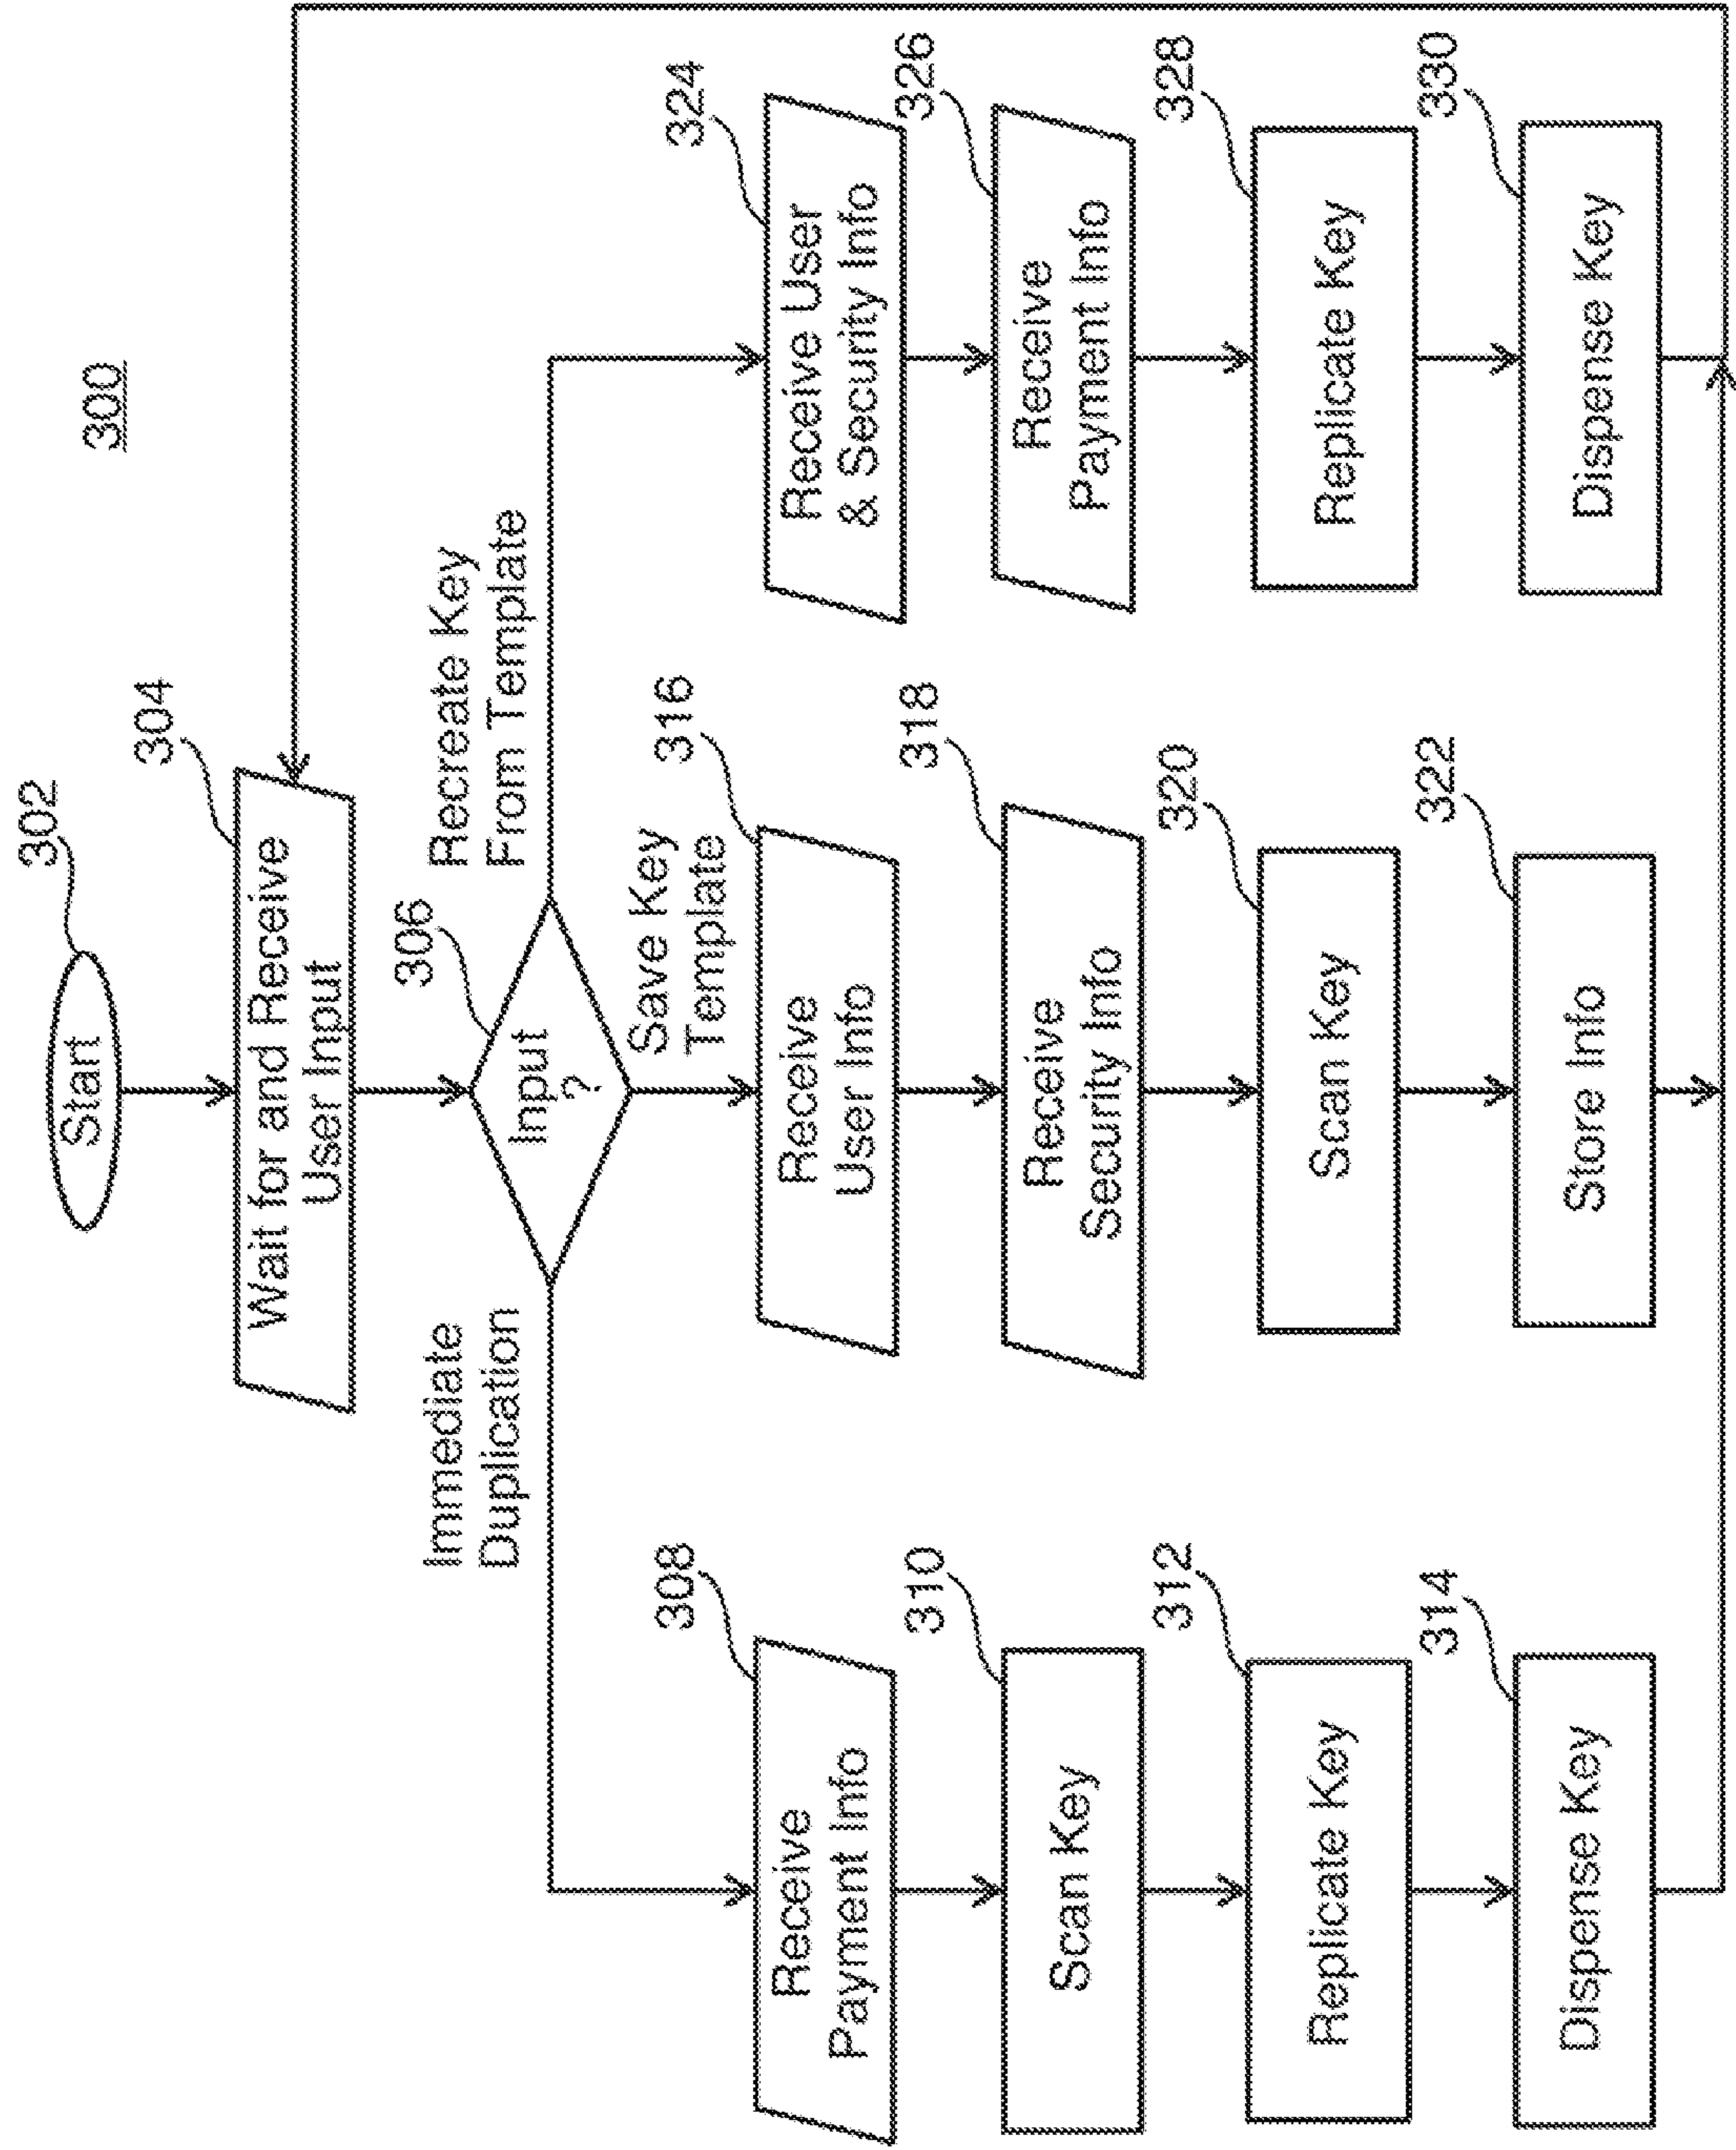 300
302
Start
304
Wait for and Receive
User Input
306
Input
?
Immediate
Duplication
Save Key
Template
Recreate Key
From Template
308
Receive
Payment Info
310
Scan Key
312
Replicate Key
314
Dispense Key
316
Receive
User Info
318
Receive
Security Info
320
Scan Key
322
Store Info
324
Receive User
& Security Info
326
Receive
Payment Info
328
Replicate Key
330
Dispense Key